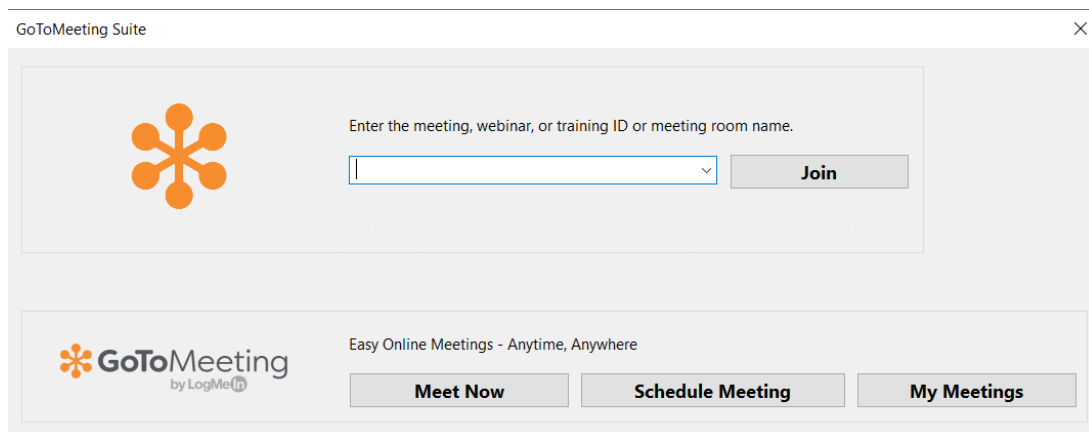 GoToMeeting Suite
Enter the meeting, webinar, or training ID or meeting room name.
Join
GoToMeeting
by LogMeIn
Easy Online Meetings - Anytime, Anywhere
Meet Now
Schedule Meeting
My Meetings